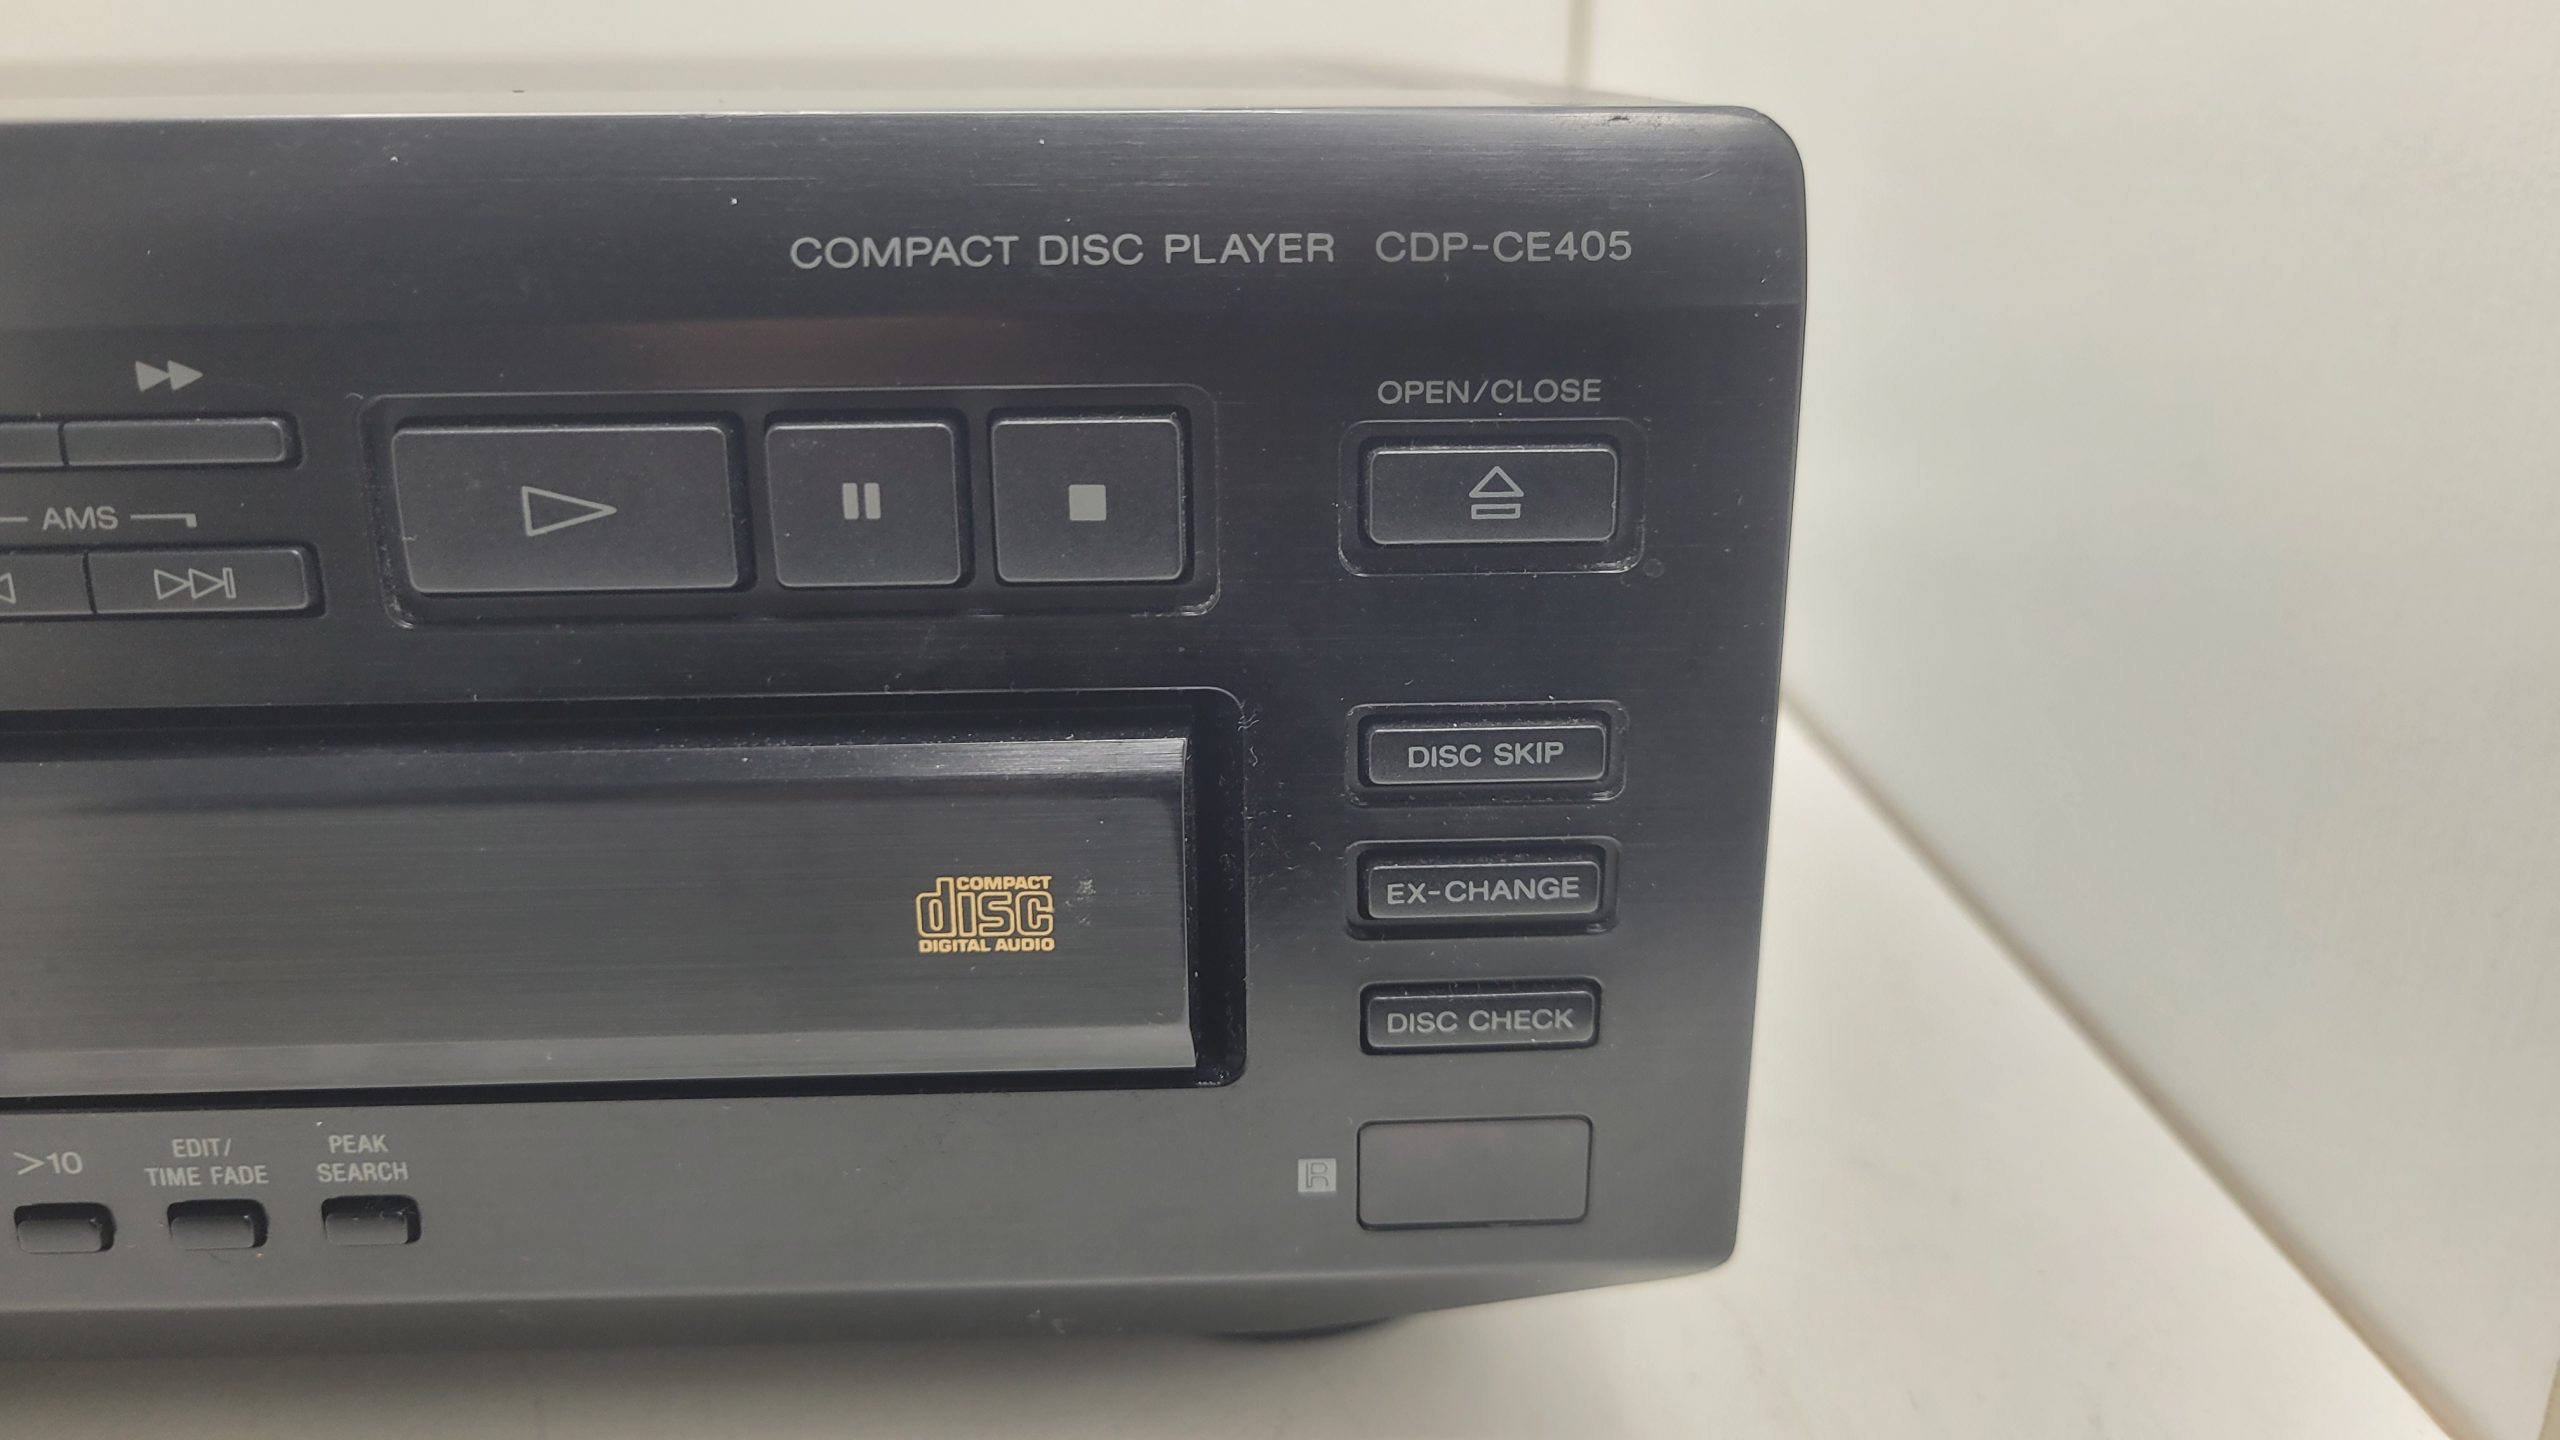 COMPACT DISC PLAYER CDP-CE405
OPEN/CLOSE
AMS
DISC SKIP
EX-CHANGE
DISC CHECK
COMPACT
disc
DIGITAL AUDIO
>10
EDIT/
TIME FADE
PEAK
SEARCH
R